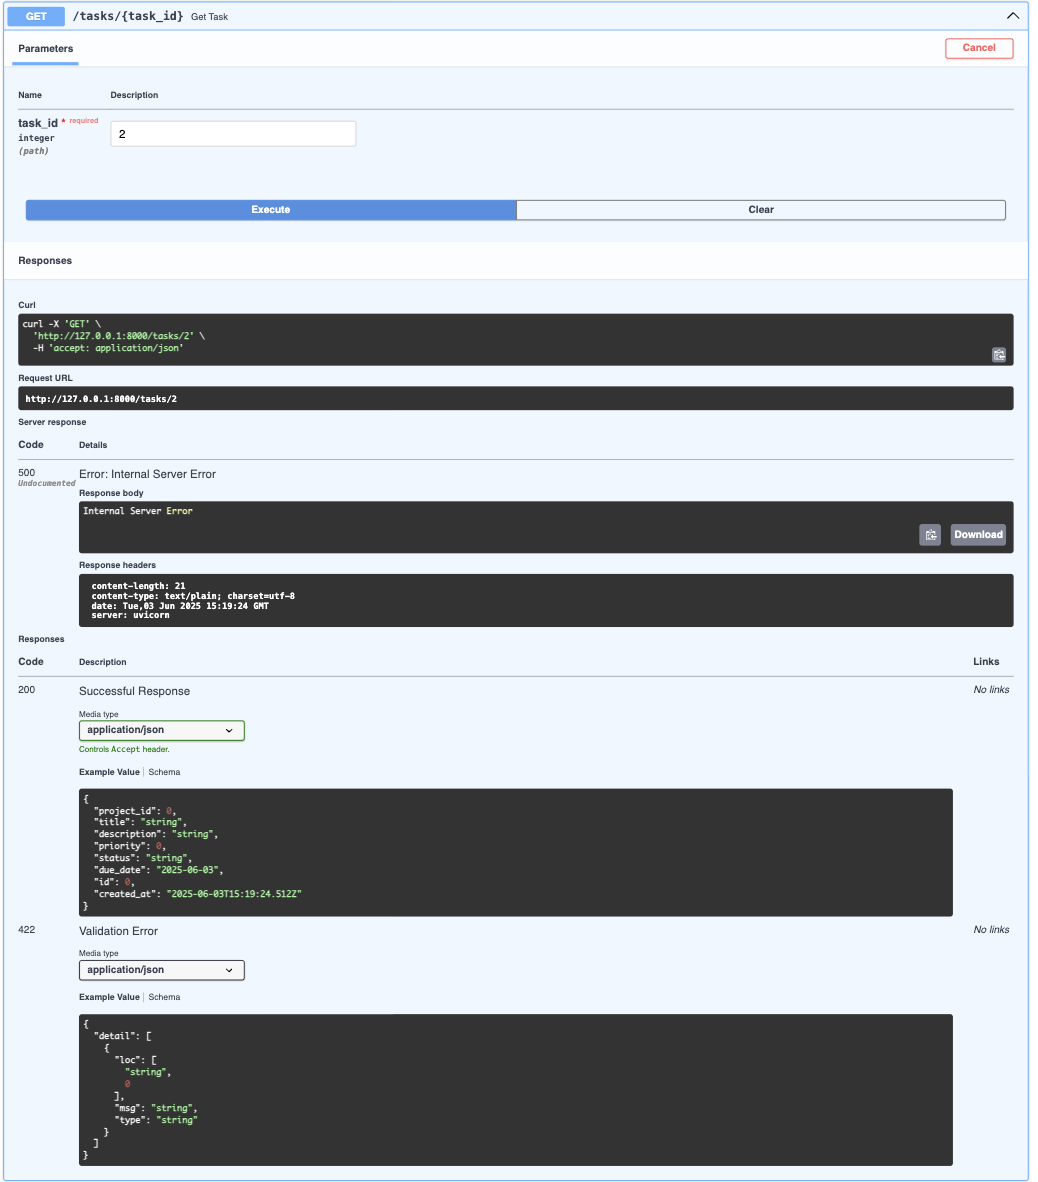 GET /tasks/{task_id} Get Task
Parameters Cancel
Name Description
task_id * required
integer
(path)
2
Execute Clear
Responses
Curl
curl -X 'GET' \
'http://127.0.0.1:8000/tasks/2' \
-H 'accept: application/json'
Request URL
http://127.0.0.1:8000/tasks/2
Server response
Code Details
500 Error: Internal Server Error
Undocumented
Response body
Internal Server Error
Download
Response headers
content-length: 21
content-type: text/plain; charset=utf-8
date: Tue,03 Jun 2025 15:19:24 GMT
server: uvicorn
Responses
Code Description Links
200 Successful Response No links
Media type
application/json
Controls Accept header.
Example Value Schema
{
"project_id": 0,
"title": "string",
"description": "string",
"priority": 0,
"status": "string",
"due_date": "2025-06-03",
"id": 0,
"created_at": "2025-06-03T15:19:24.512Z"
}
422 Validation Error No links
Media type
application/json
Example Value Schema
{
"detail": [
{
"loc": [
"string",
0
],
"msg": "string",
"type": "string"
}
]
}